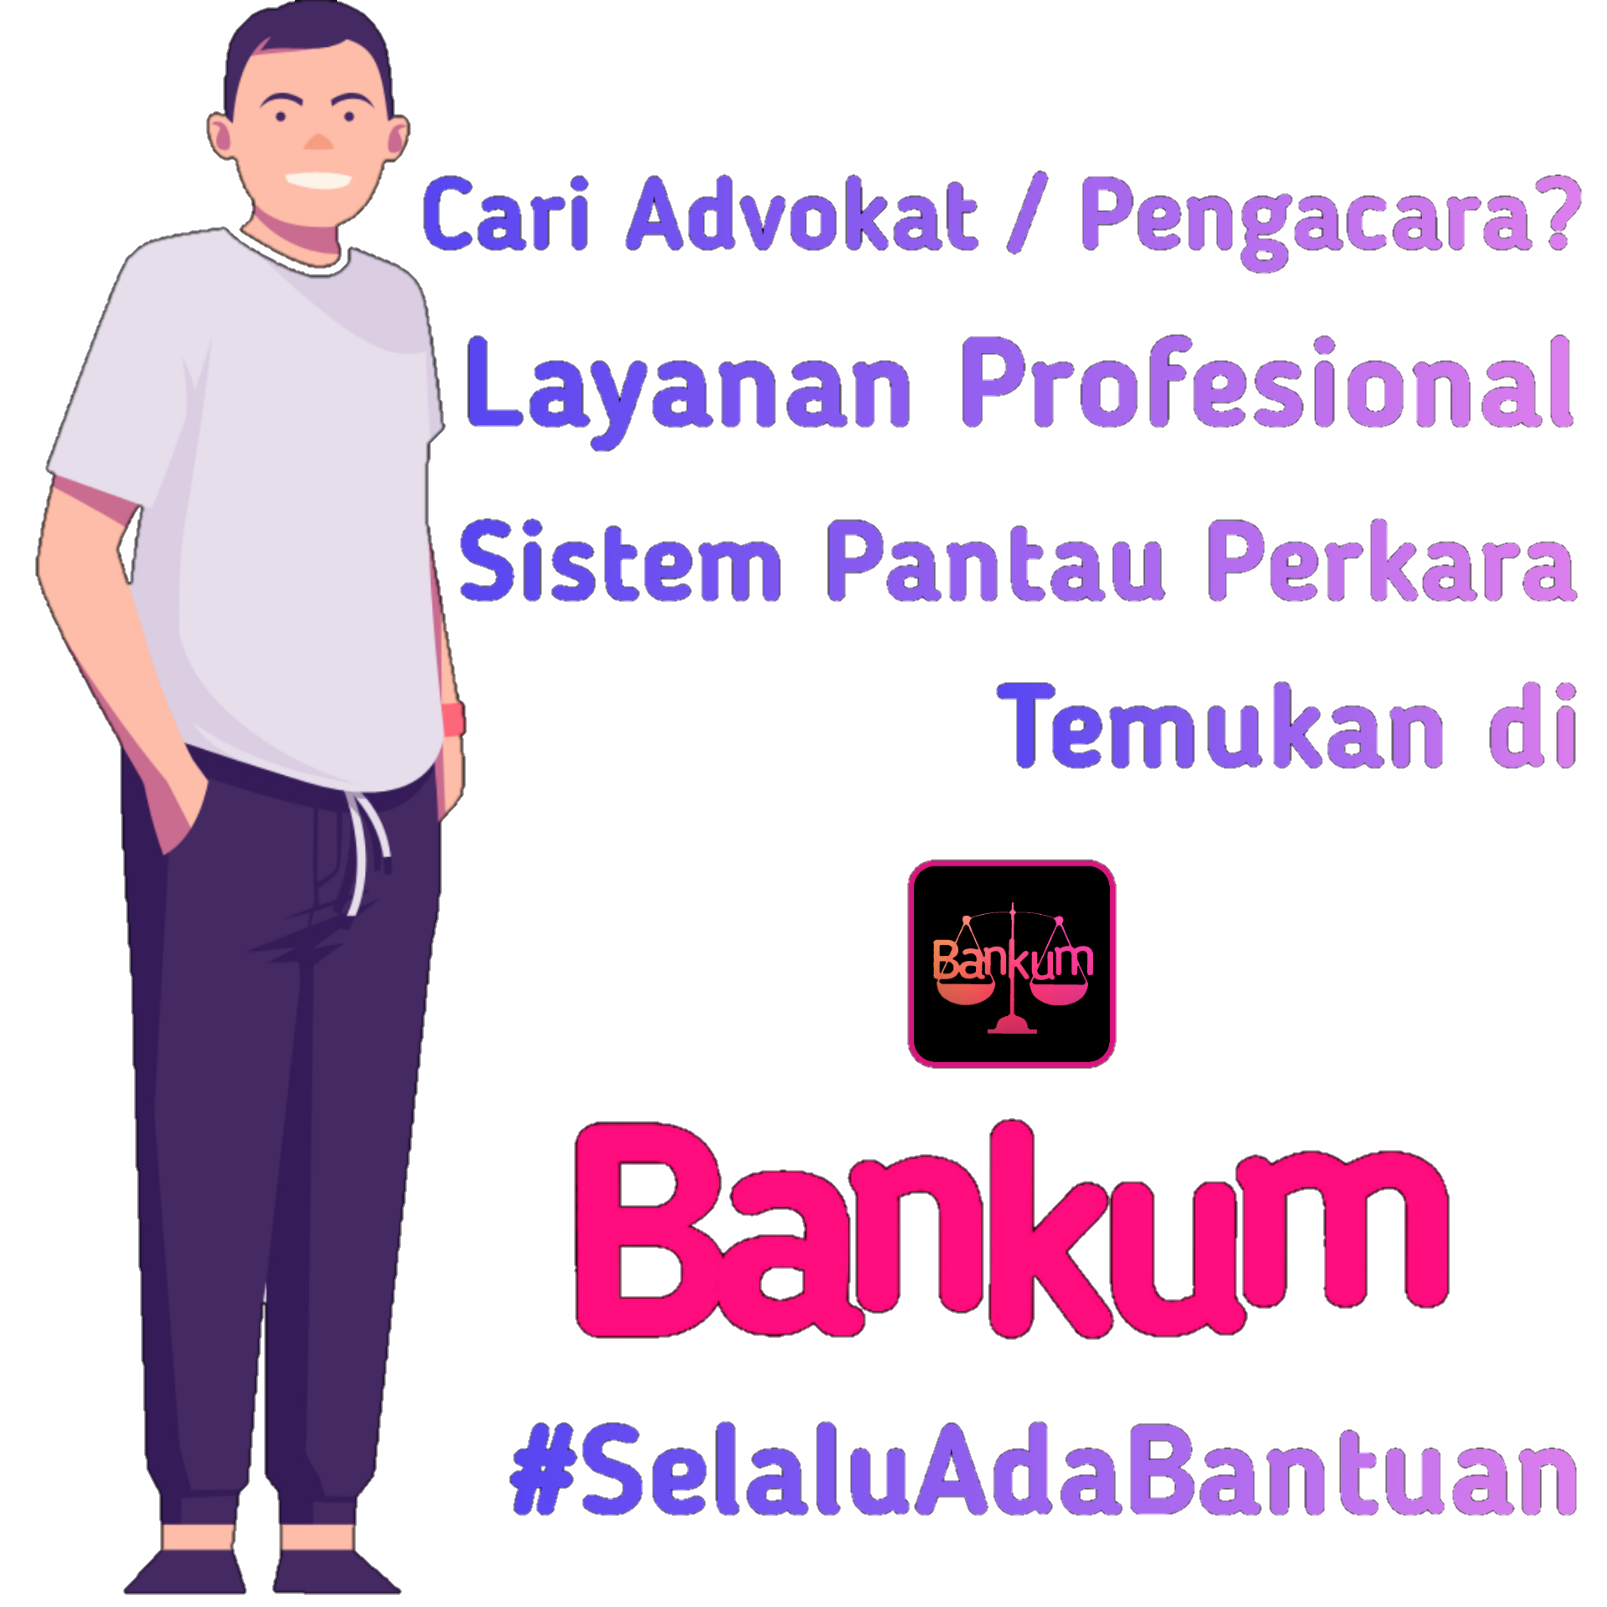 Cari Advokat / Pengacara?
Layanan Profesional
Sistem Pantau Perkara
Temukan di
Bankum
Bankum
#SelaluAdaBantuan